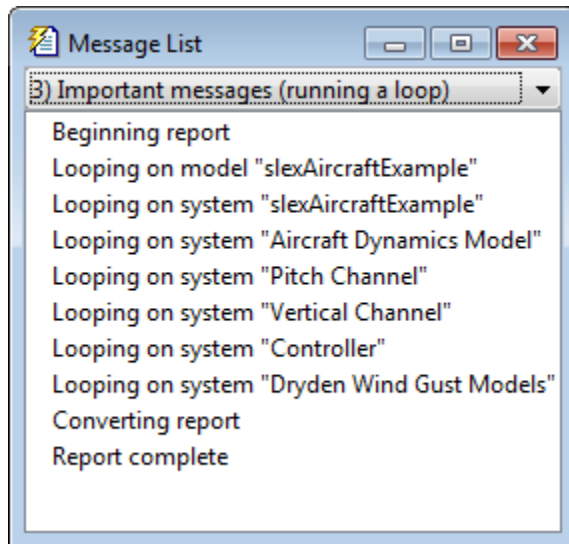 Message List
3) Important messages (running a loop)
Beginning report
Looping on model "slexAircraftExample"
Looping on system "slexAircraftExample"
Looping on system "Aircraft Dynamics Model"
Looping on system "Pitch Channel"
Looping on system "Vertical Channel"
Looping on system "Controller"
Looping on system "Dryden Wind Gust Models"
Converting report
Report complete